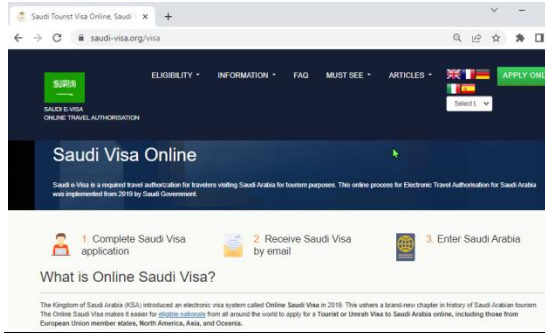 Saudi Tourist Visa Online, Saudi
saudi-visa.org/visa
ELIGIBILITY
INFORMATION
FAQ
MUST SEE
ARTICLES
APPLY ONL
SAUDI E-VISA
ONLINE TRAVEL AUTHORISATION
Select L
Saudi Visa Online
Saudi e-Visa is a required travel authorization for travelers visiting Saudi Arabia for tourism purposes. This online process for Electronic Travel Authorisation for Saudi Arabia
was implemented from 2019 by Saudi Government.
1. Complete Saudi Visa
application
2. Receive Saudi Visa
by email
3. Enter Saudi Arabia
What is Online Saudi Visa?
The Kingdom of Saudi Arabia (KSA) introduced an electronic visa system called Online Saudi Visa in 2019. This ushers a brand-new chapter in history of Saudi Arabian tourism.
The Online Saudi Visa makes it easier for eligible nationals from all around the world to apply for a Tourist or Umrah Visa to Saudi Arabia online, including those from
European Union member states, North America, Asia, and Oceania.